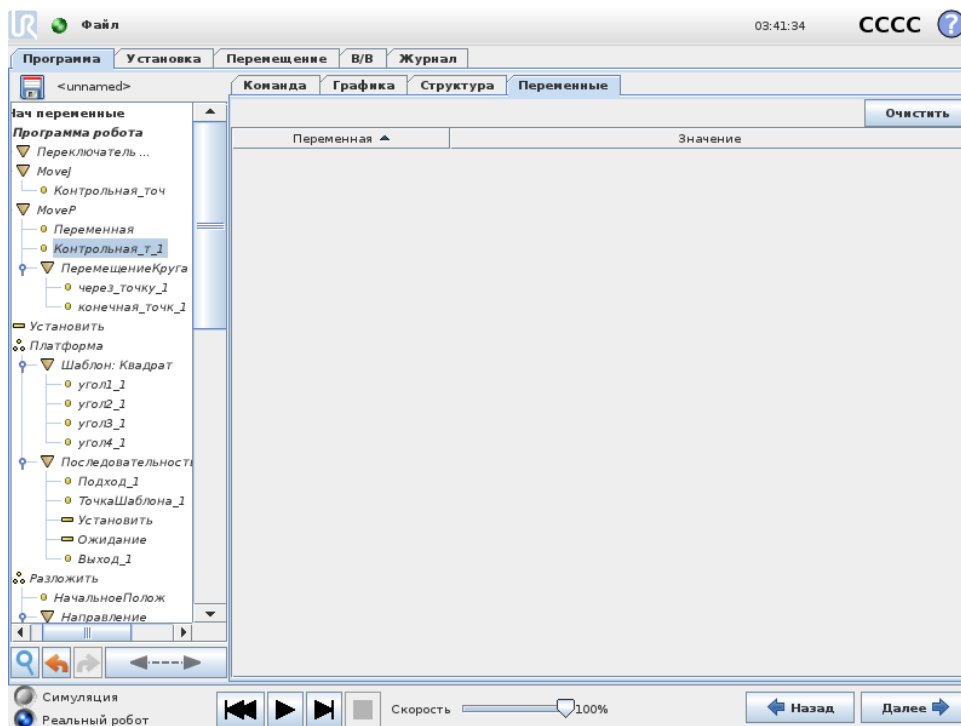 UR Файл 03:41:34 CCCC ?
Программа Установка Перемещение В/В Журнал
<unnamed>
Команда Графика Структура Переменные
Очистить
Переменная Значение
Нач переменные
Программа робота
Переключатель ...
MoveJ
Контрольная_точ
MoveP
Переменная
Контрольная_т_1
ПеремещениеКруга
через_точку_1
конечная_точк_1
Установить
Платформа
Шаблон: Квадрат
угол1_1
угол2_1
угол3_1
угол4_1
Последовательность
Подход_1
ТочкаШаблона_1
Установить
Ожидание
Выход_1
Разложить
НачальноеПолож
Направление
Симуляция
Реальный робот
Скорость 100%
Назад Далее